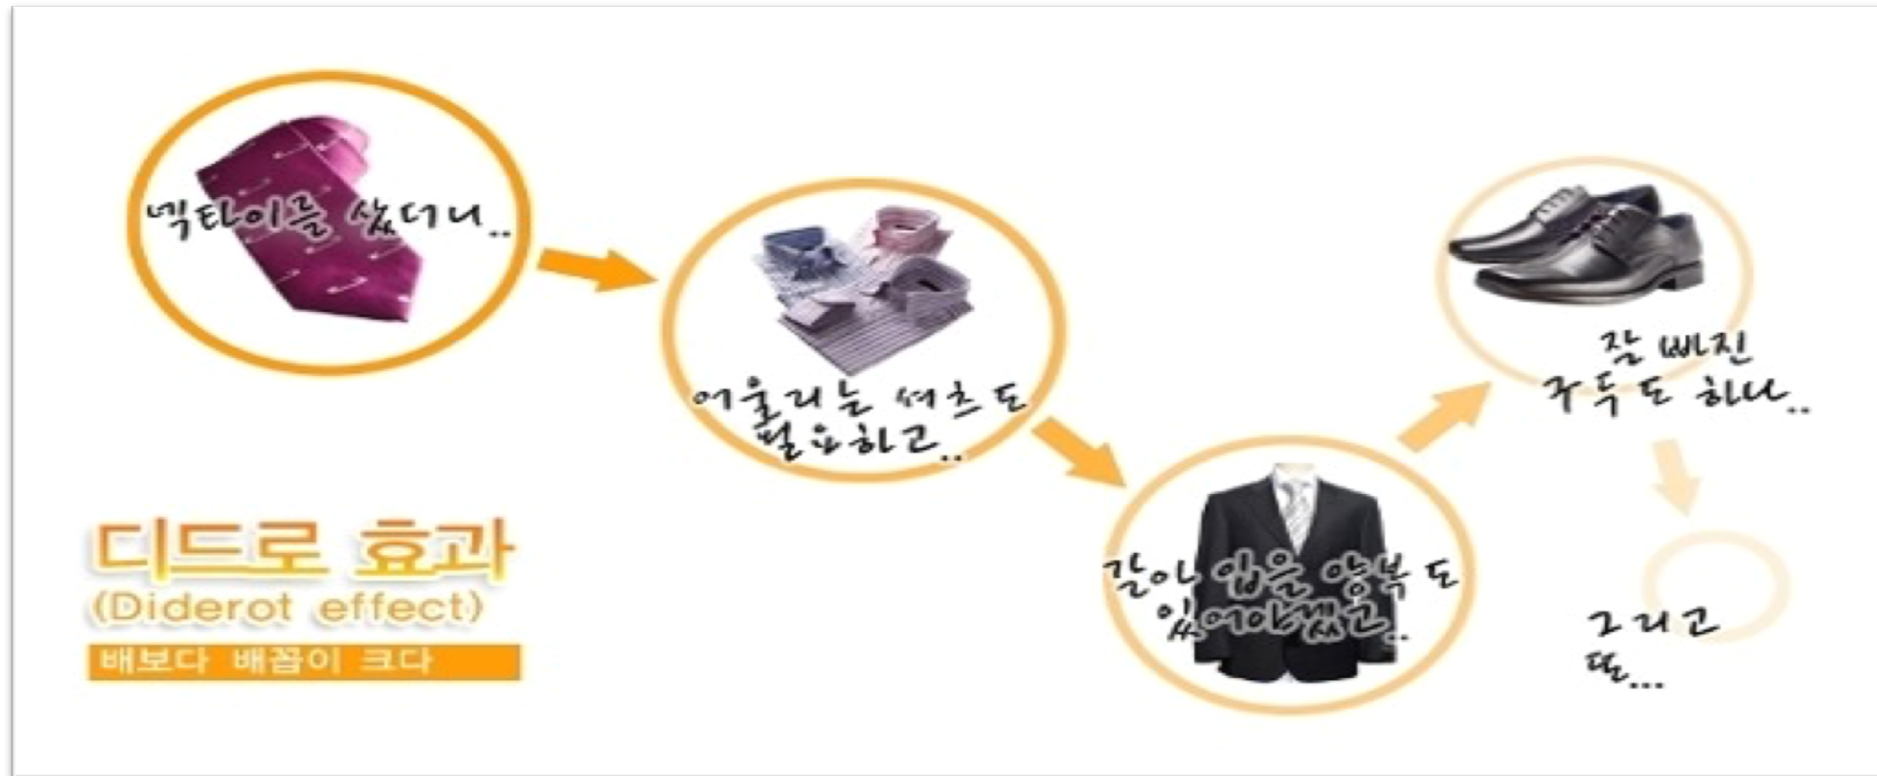 넥타이를 샀더니..
어울리는 셔츠도
필요하고..
갈아 입을 양복도
있어야겠고..
잘 빠진
구두도 하나..
그리고
또...
디드로 효과
(Diderot effect)
배보다 배꼽이 크다